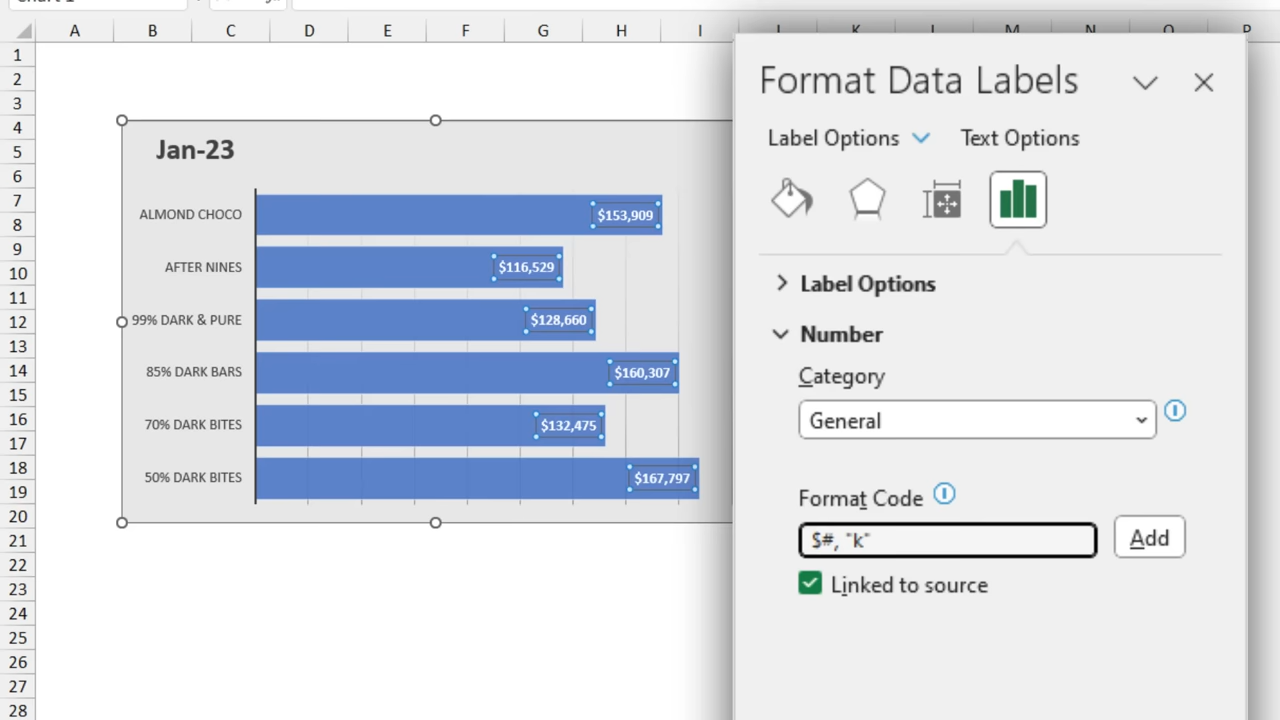 A B C D E F G H I
Format Data Labels
Label Options Text Options
Jan-23
ALMOND CHOCO $153,909
AFTER NINES $116,529
99% DARK & PURE $128,660
85% DARK BARS $160,307
70% DARK BITES $132,475
50% DARK BITES $167,797
Label Options
Number
Category
General
Format Code
$#, "k" Add
Linked to source
1
2
3
4
5
6
7
8
9
10
11
12
13
14
15
16
17
18
19
20
21
22
23
24
25
26
27
28